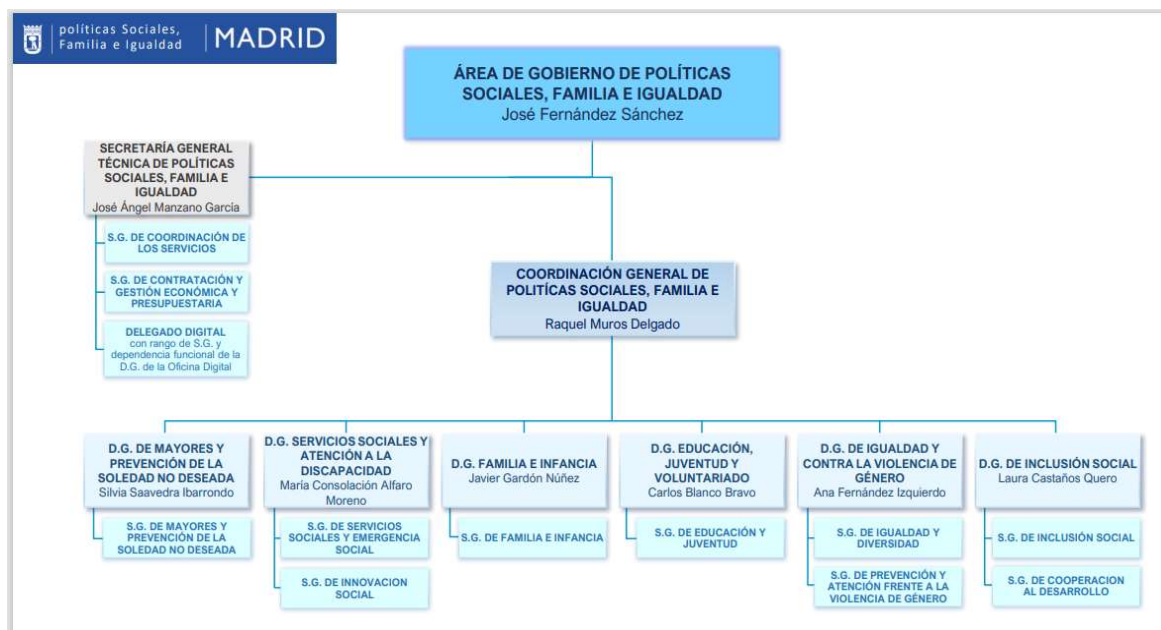 políticas Sociales,
Familia e Igualdad
MADRID
ÁREA DE GOBIERNO DE POLÍTICAS
SOCIALES, FAMILIA E IGUALDAD
José Fernández Sánchez
SECRETARÍA GENERAL
TÉCNICA DE POLÍTICAS
SOCIALES, FAMILIA E
IGUALDAD
José Ángel Manzano García
S.G. DE COORDINACIÓN DE
LOS SERVICIOS
S.G. DE CONTRATACIÓN Y
GESTIÓN ECONÓMICA Y
PRESUPUESTARIA
DELEGADO DIGITAL
con rango de S.G. y
dependencia funcional de la
D.G. de la Oficina Digital
COORDINACIÓN GENERAL DE
POLITÍCAS SOCIALES, FAMILIA E
IGUALDAD
Raquel Muros Delgado
D.G. DE MAYORES Y
PREVENCIÓN DE LA
SOLEDAD NO DESEADA
Silvia Saavedra Ibarrondo
S.G. DE MAYORES Y
PREVENCIÓN DE LA
SOLEDAD NO DESEADA
D.G. SERVICIOS SOCIALES Y
ATENCIÓN A LA
DISCAPACIDAD
María Consolación Alfaro
Moreno
S.G. DE SERVICIOS
SOCIALES Y EMERGENCIA
SOCIAL
S.G. DE INNOVACION
SOCIAL
D.G. FAMILIA E INFANCIA
Javier Gardón Núñez
S.G. DE FAMILIA E INFANCIA
D.G. EDUCACIÓN,
JUVENTUD Y
VOLUNTARIADO
Carlos Blanco Bravo
S.G. DE EDUCACIÓN Y
JUVENTUD
D.G. DE IGUALDAD Y
CONTRA LA VIOLENCIA DE
GÉNERO
Ana Fernández Izquierdo
S.G. DE IGUALDAD Y
DIVERSIDAD
S.G. DE PREVENCIÓN Y
ATENCIÓN FRENTE A LA
VIOLENCIA DE GÉNERO
D.G. DE INCLUSIÓN SOCIAL
Laura Castaños Quero
S.G. DE INCLUSIÓN SOCIAL
S.G. DE COOPERACION
AL DESARROLLO